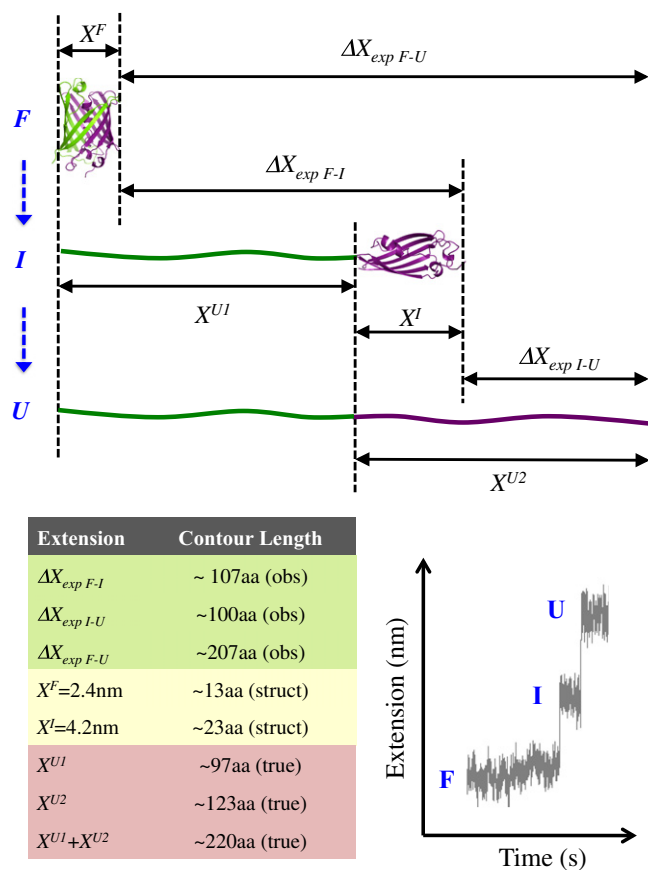 X^F
ΔX_exp F-U
F
ΔX_exp F-I
I
X^U1
X^I
ΔX_exp I-U
U
X^U2
Extension Contour Length
ΔX_exp F-I ~ 107aa (obs)
ΔX_exp I-U ~100aa (obs)
ΔX_exp F-U ~207aa (obs)
X^F=2.4nm ~13aa (struct)
X^I=4.2nm ~23aa (struct)
X^U1 ~97aa (true)
X^U2 ~123aa (true)
X^U1+X^U2 ~220aa (true)
Extension (nm)
U
I
F
Time (s)